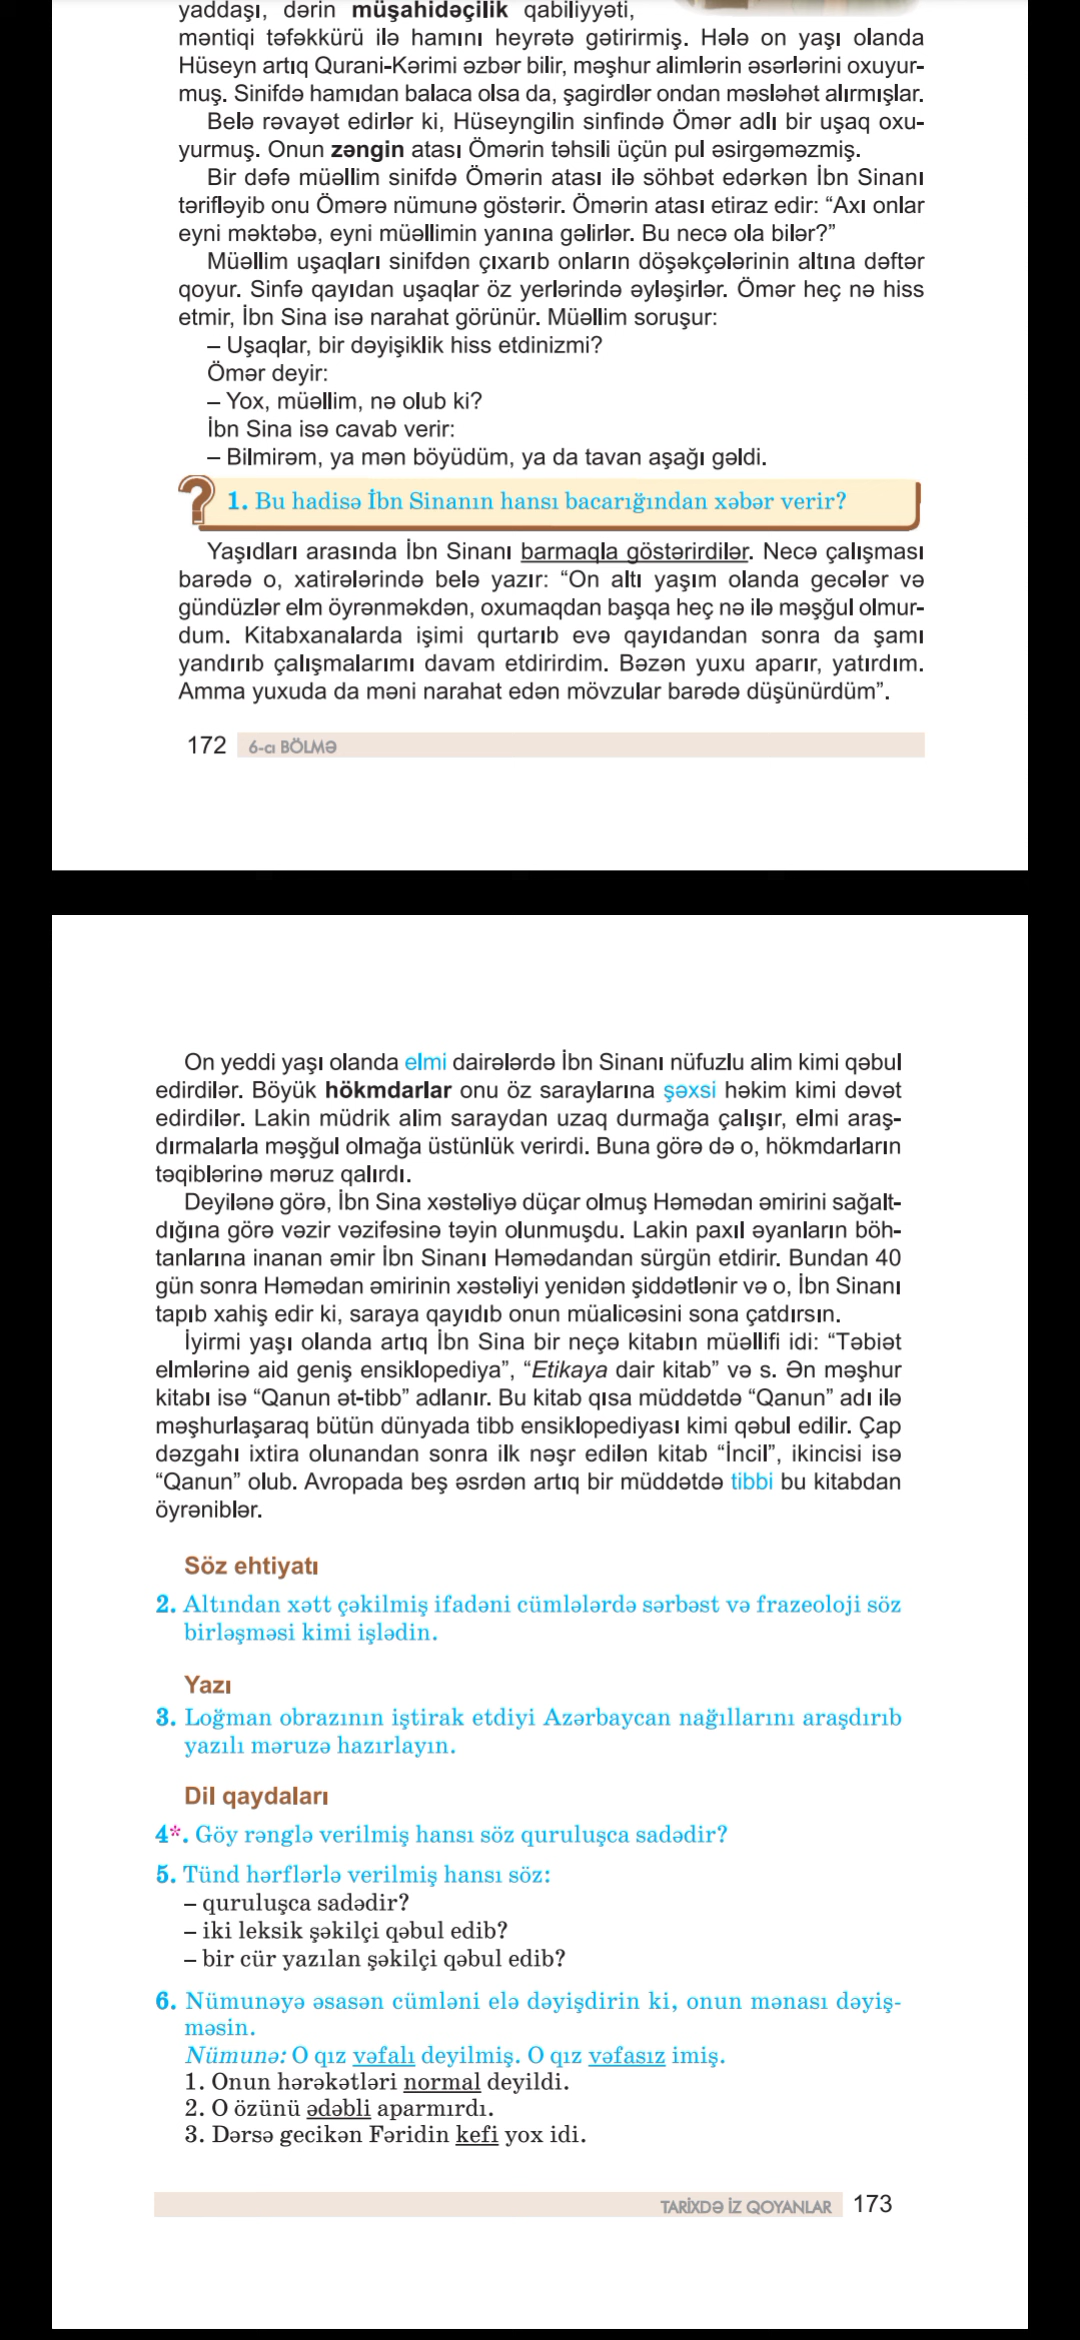 yaddaşı, dərin müşahidəçilik qabiliyyəti,
məntiqi təfəkkürü ilə hamını heyrətə gətirirmiş. Hələ on yaşı olanda
Hüseyn artıq Qurani-Kərimi əzbər bilir, məşhur alimlərin əsərlərini oxuyur-
muş. Sinifdə hamıdan balaca olsa da, şagirdlər ondan məsləhət alırmışlar.
Belə rəvayət edirlər ki, Hüseyngilin sinfində Ömər adlı bir uşaq oxu-
yurmuş. Onun zəngin atası Ömərin təhsili üçün pul əsirgəməzmiş.
Bir dəfə müəllim sinifdə Ömərin atası ilə söhbət edərkən İbn Sinanı
tərifləyib onu Ömərə nümunə göstərir. Ömərin atası etiraz edir: “Axı onlar
eyni məktəbə, eyni müəllimin yanına gəlirlər. Bu necə ola bilər?”
Müəllim uşaqları sinifdən çıxarıb onların döşəkçələrinin altına dəftər
qoyur. Sinfə qayıdan uşaqlar öz yerlərində əyləşirlər. Ömər heç nə hiss
etmir, İbn Sina isə narahat görünür. Müəllim soruşur:
– Uşaqlar, bir dəyişiklik hiss etdinizmi?
Ömər deyir:
– Yox, müəllim, nə olub ki?
İbn Sina isə cavab verir:
– Bilmirəm, ya mən böyüdüm, ya da tavan aşağı gəldi.
? 1. Bu hadisə İbn Sinanın hansı bacarığından xəbər verir?
Yaşıdları arasında İbn Sinanı barmaqla göstərirdilər. Necə çalışması
barədə o, xatirələrində belə yazır: “On altı yaşım olanda gecələr və
gündüzlər elm öyrənməkdən, oxumaqdan başqa heç nə ilə məşğul olmur-
dum. Kitabxanalarda işimi qurtarıb evə qayıdandan sonra da şamı
yandırıb çalışmalarımı davam etdirirdim. Bəzən yuxu aparır, yatırdım.
Amma yuxuda da məni narahat edən mövzular barədə düşünürdüm”.
172 6-cı BÖLMƏ
On yeddi yaşı olanda elmi dairələrdə İbn Sinanı nüfuzlu alim kimi qəbul
edirdilər. Böyük hökmdarlar onu öz saraylarına şəxsi həkim kimi dəvət
edirdilər. Lakin müdrik alim saraydan uzaq durmağa çalışır, elmi araş-
dırmalarla məşğul olmağa üstünlük verirdi. Buna görə də o, hökmdarların
təqiblərinə məruz qalırdı.
Deyilənə görə, İbn Sina xəstəliyə düçar olmuş Həmədan əmirini sağalt-
dığına görə vəzir vəzifəsinə təyin olunmuşdu. Lakin paxıl əyanların böh-
tanlarına inanan əmir İbn Sinanı Həmədandan sürgün etdirir. Bundan 40
gün sonra Həmədan əmirinin xəstəliyi yenidən şiddətlənir və o, İbn Sinanı
tapıb xahiş edir ki, saraya qayıdıb onun müalicəsini sona çatdırsın.
İyirmi yaşı olanda artıq İbn Sina bir neçə kitabın müəllifi idi: “Təbiət
elmlərinə aid geniş ensiklopediya”, “Etikaya dair kitab” və s. Ən məşhur
kitabı isə “Qanun ət-tibb” adlanır. Bu kitab qısa müddətdə “Qanun” adı ilə
məşhurlaşaraq bütün dünyada tibb ensiklopediyası kimi qəbul edilir. Çap
dəzgahı ixtira olunandan sonra ilk nəşr edilən kitab “İncil”, ikincisi isə
“Qanun” olub. Avropada beş əsrdən artıq bir müddətdə tibbi bu kitabdan
öyrəniblər.
Söz ehtiyatı
2. Altından xətt çəkilmiş ifadəni cümlələrdə sərbəst və frazeoloji söz
birləşməsi kimi işlədin.
Yazı
3. Loğman obrazının iştirak etdiyi Azərbaycan nağıllarını araşdırıb
yazılı məruzə hazırlayın.
Dil qaydaları
4*. Göy rənglə verilmiş hansı söz quruluşca sadədir?
5. Tünd hərflərlə verilmiş hansı söz:
– quruluşca sadədir?
– iki leksik şəkilçi qəbul edib?
– bir cür yazılan şəkilçi qəbul edib?
6. Nümunəyə əsasən cümləni elə dəyişdirin ki, onun mənası dəyiş-
məsin.
Nümunə: O qız vəfalı deyilmiş. O qız vəfasız imiş.
1. Onun hərəkətləri normal deyildi.
2. O özünü ədəbli aparmırdı.
3. Dərsə gecikən Fəridin kefi yox idi.
TARİXDƏ İZ QOYANLAR 173